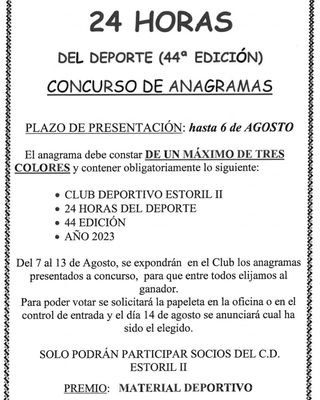 24 HORAS
DEL DEPORTE (44ª EDICIÓN)
CONCURSO DE ANAGRAMAS
PLAZO DE PRESENTACIÓN: hasta 6 de AGOSTO
El anagrama debe constar DE UN MÁXIMO DE TRES
COLORES y contener obligatoriamente lo siguiente:
• CLUB DEPORTIVO ESTORIL II
• 24 HORAS DEL DEPORTE
• 44 EDICIÓN
• AÑO 2023
Del 7 al 13 de Agosto, se expondrán en el Club los anagramas
presentados a concurso, para que entre todos elijamos al
ganador.
Para poder votar se solicitará la papeleta en la oficina o en el
control de entrada y el día 14 de agosto se anunciará cual ha
sido el elegido.
SOLO PODRÁN PARTICIPAR SOCIOS DEL C.D.
ESTORIL II
PREMIO: MATERIAL DEPORTIVO